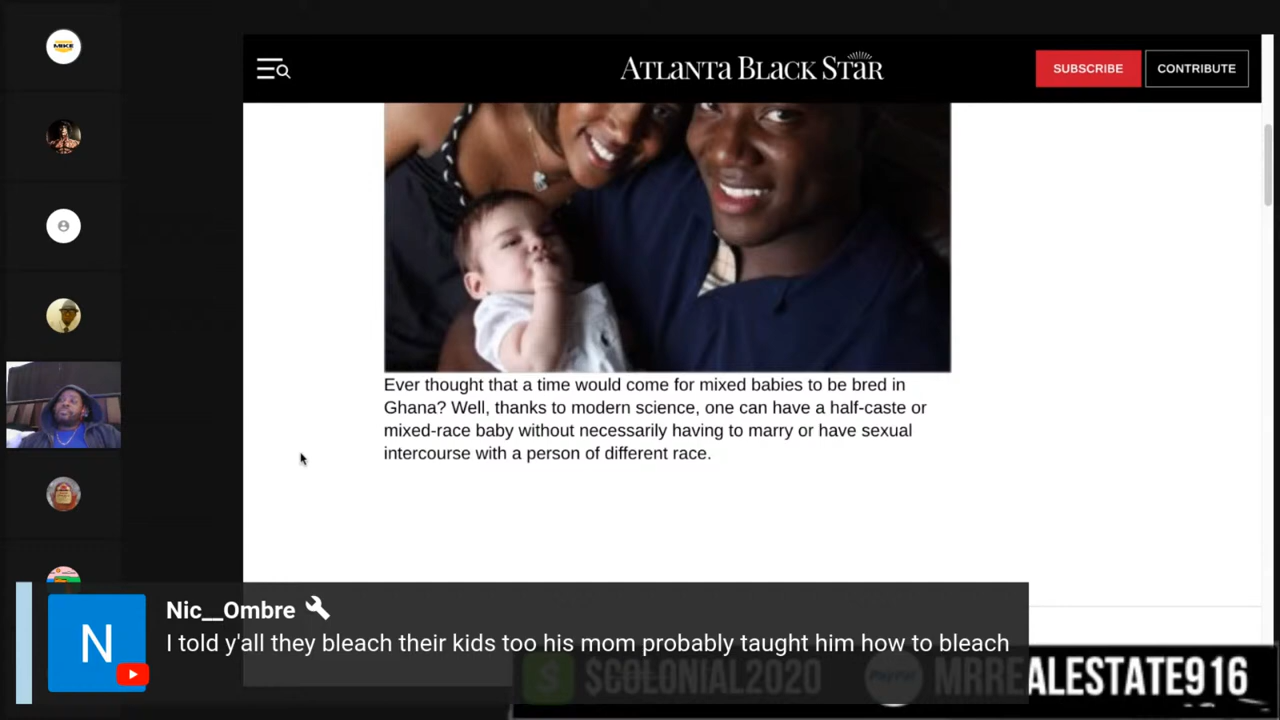 MIKE
ATLANTA BLACK STAR
SUBSCRIBE
CONTRIBUTE
Ever thought that a time would come for mixed babies to be bred in
Ghana? Well, thanks to modern science, one can have a half-caste or
mixed-race baby without necessarily having to marry or have sexual
intercourse with a person of different race.
N
Nic__Ombre
I told y'all they bleach their kids too his mom probably taught him how to bleach
$COLONIAL2020
PayPal
MRREALESTATE916